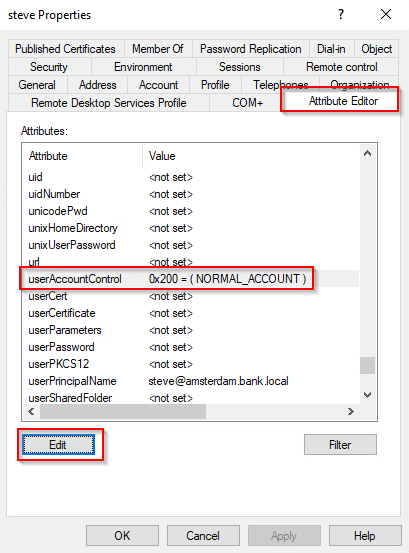 steve Properties
Published Certificates Member Of Password Replication Dial-in Object
Security Environment Sessions Remote control
General Address Account Profile Telephones Organization
Remote Desktop Services Profile COM+ Attribute Editor
Attributes:
Attribute Value
uid <not set>
uidNumber <not set>
unicodePwd <not set>
unixHomeDirectory <not set>
unixUserPassword <not set>
url <not set>
userAccountControl 0x200 = ( NORMAL_ACCOUNT )
userCert <not set>
userCertificate <not set>
userParameters <not set>
userPassword <not set>
userPKCS12 <not set>
userPrincipalName steve@amsterdam.bank.local
userSharedFolder <not set>
Edit Filter
OK Cancel Apply Help